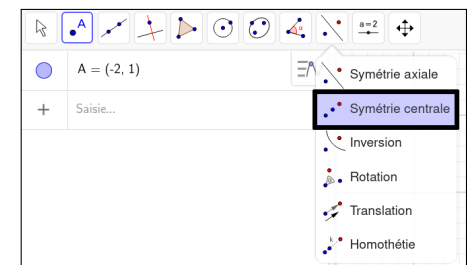 A
α
a=2
A = (-2, 1)
Saisie...
Symétrie axiale
Symétrie centrale
Inversion
Rotation
Translation
Homothétie